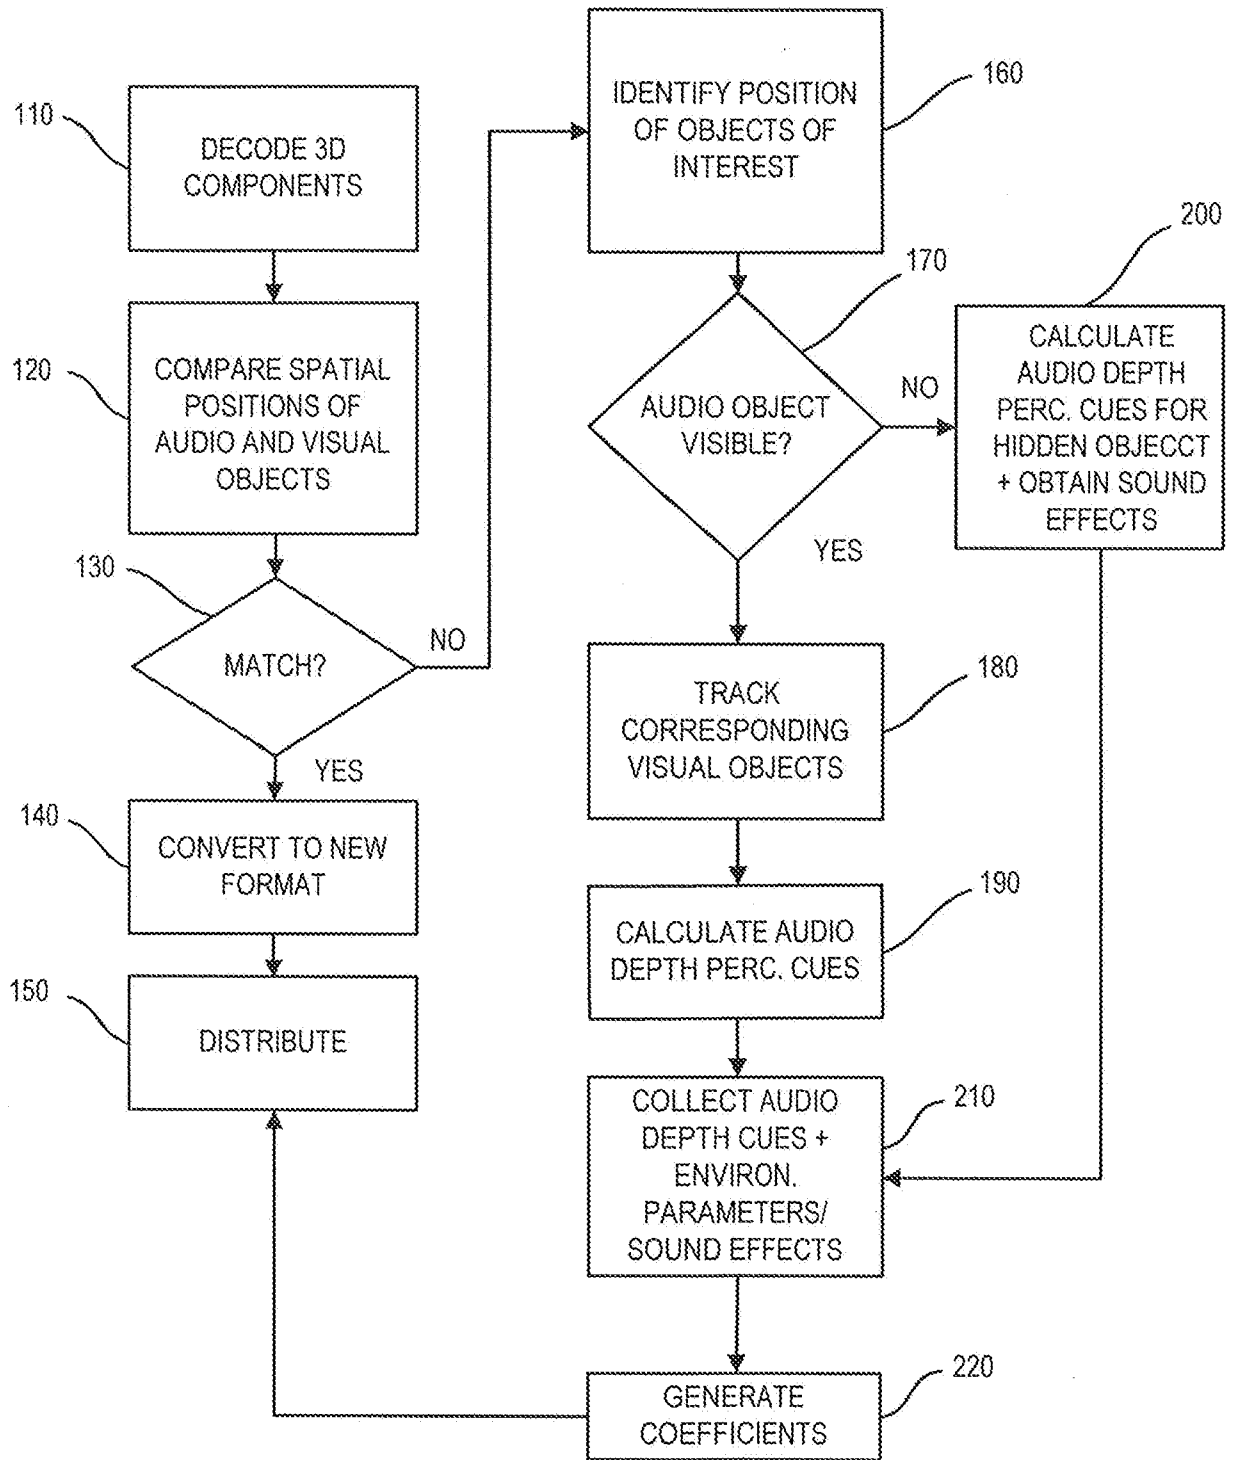 110
DECODE 3D
COMPONENTS
120
COMPARE SPATIAL
POSITIONS OF
AUDIO AND VISUAL
OBJECTS
130
MATCH?
NO
YES
140
CONVERT TO NEW
FORMAT
150
DISTRIBUTE
160
IDENTIFY POSITION
OF OBJECTS OF
INTEREST
170
AUDIO OBJECT
VISIBLE?
NO
YES
200
CALCULATE
AUDIO DEPTH
PERC. CUES FOR
HIDDEN OBJECCT
+ OBTAIN SOUND
EFFECTS
180
TRACK
CORRESPONDING
VISUAL OBJECTS
190
CALCULATE AUDIO
DEPTH PERC. CUES
210
COLLECT AUDIO
DEPTH CUES +
ENVIRON.
PARAMETERS/
SOUND EFFECTS
220
GENERATE
COEFFICIENTS